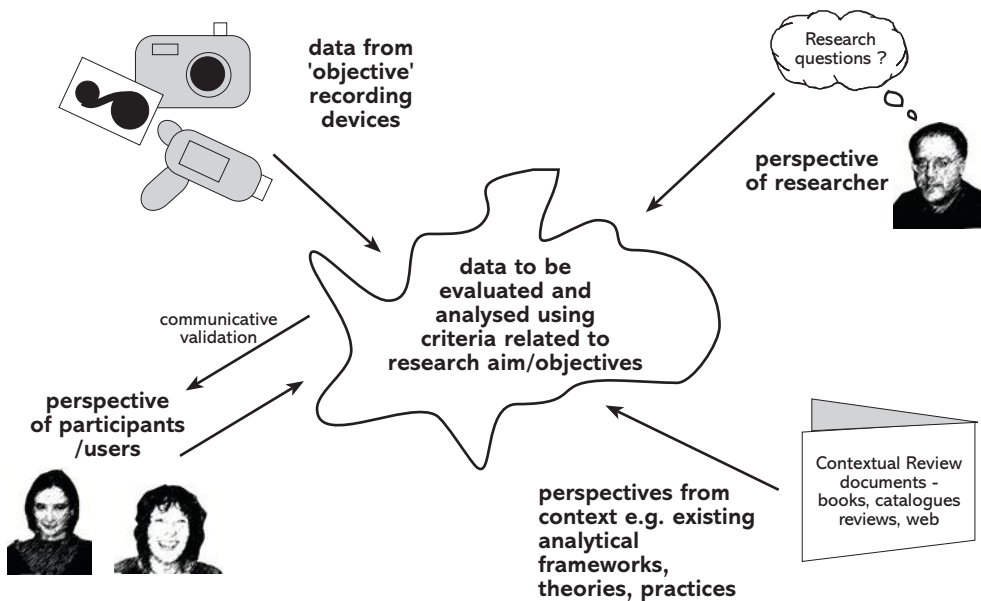 data from
'objective'
recording
devices
Research
questions ?
perspective
of researcher
data to be
evaluated and
analysed using
criteria related to
research aim/objectives
communicative
validation
perspective
of participants
/users
Contextual Review
documents -
books, catalogues
reviews, web
perspectives from
context e.g. existing
analytical
frameworks,
theories, practices